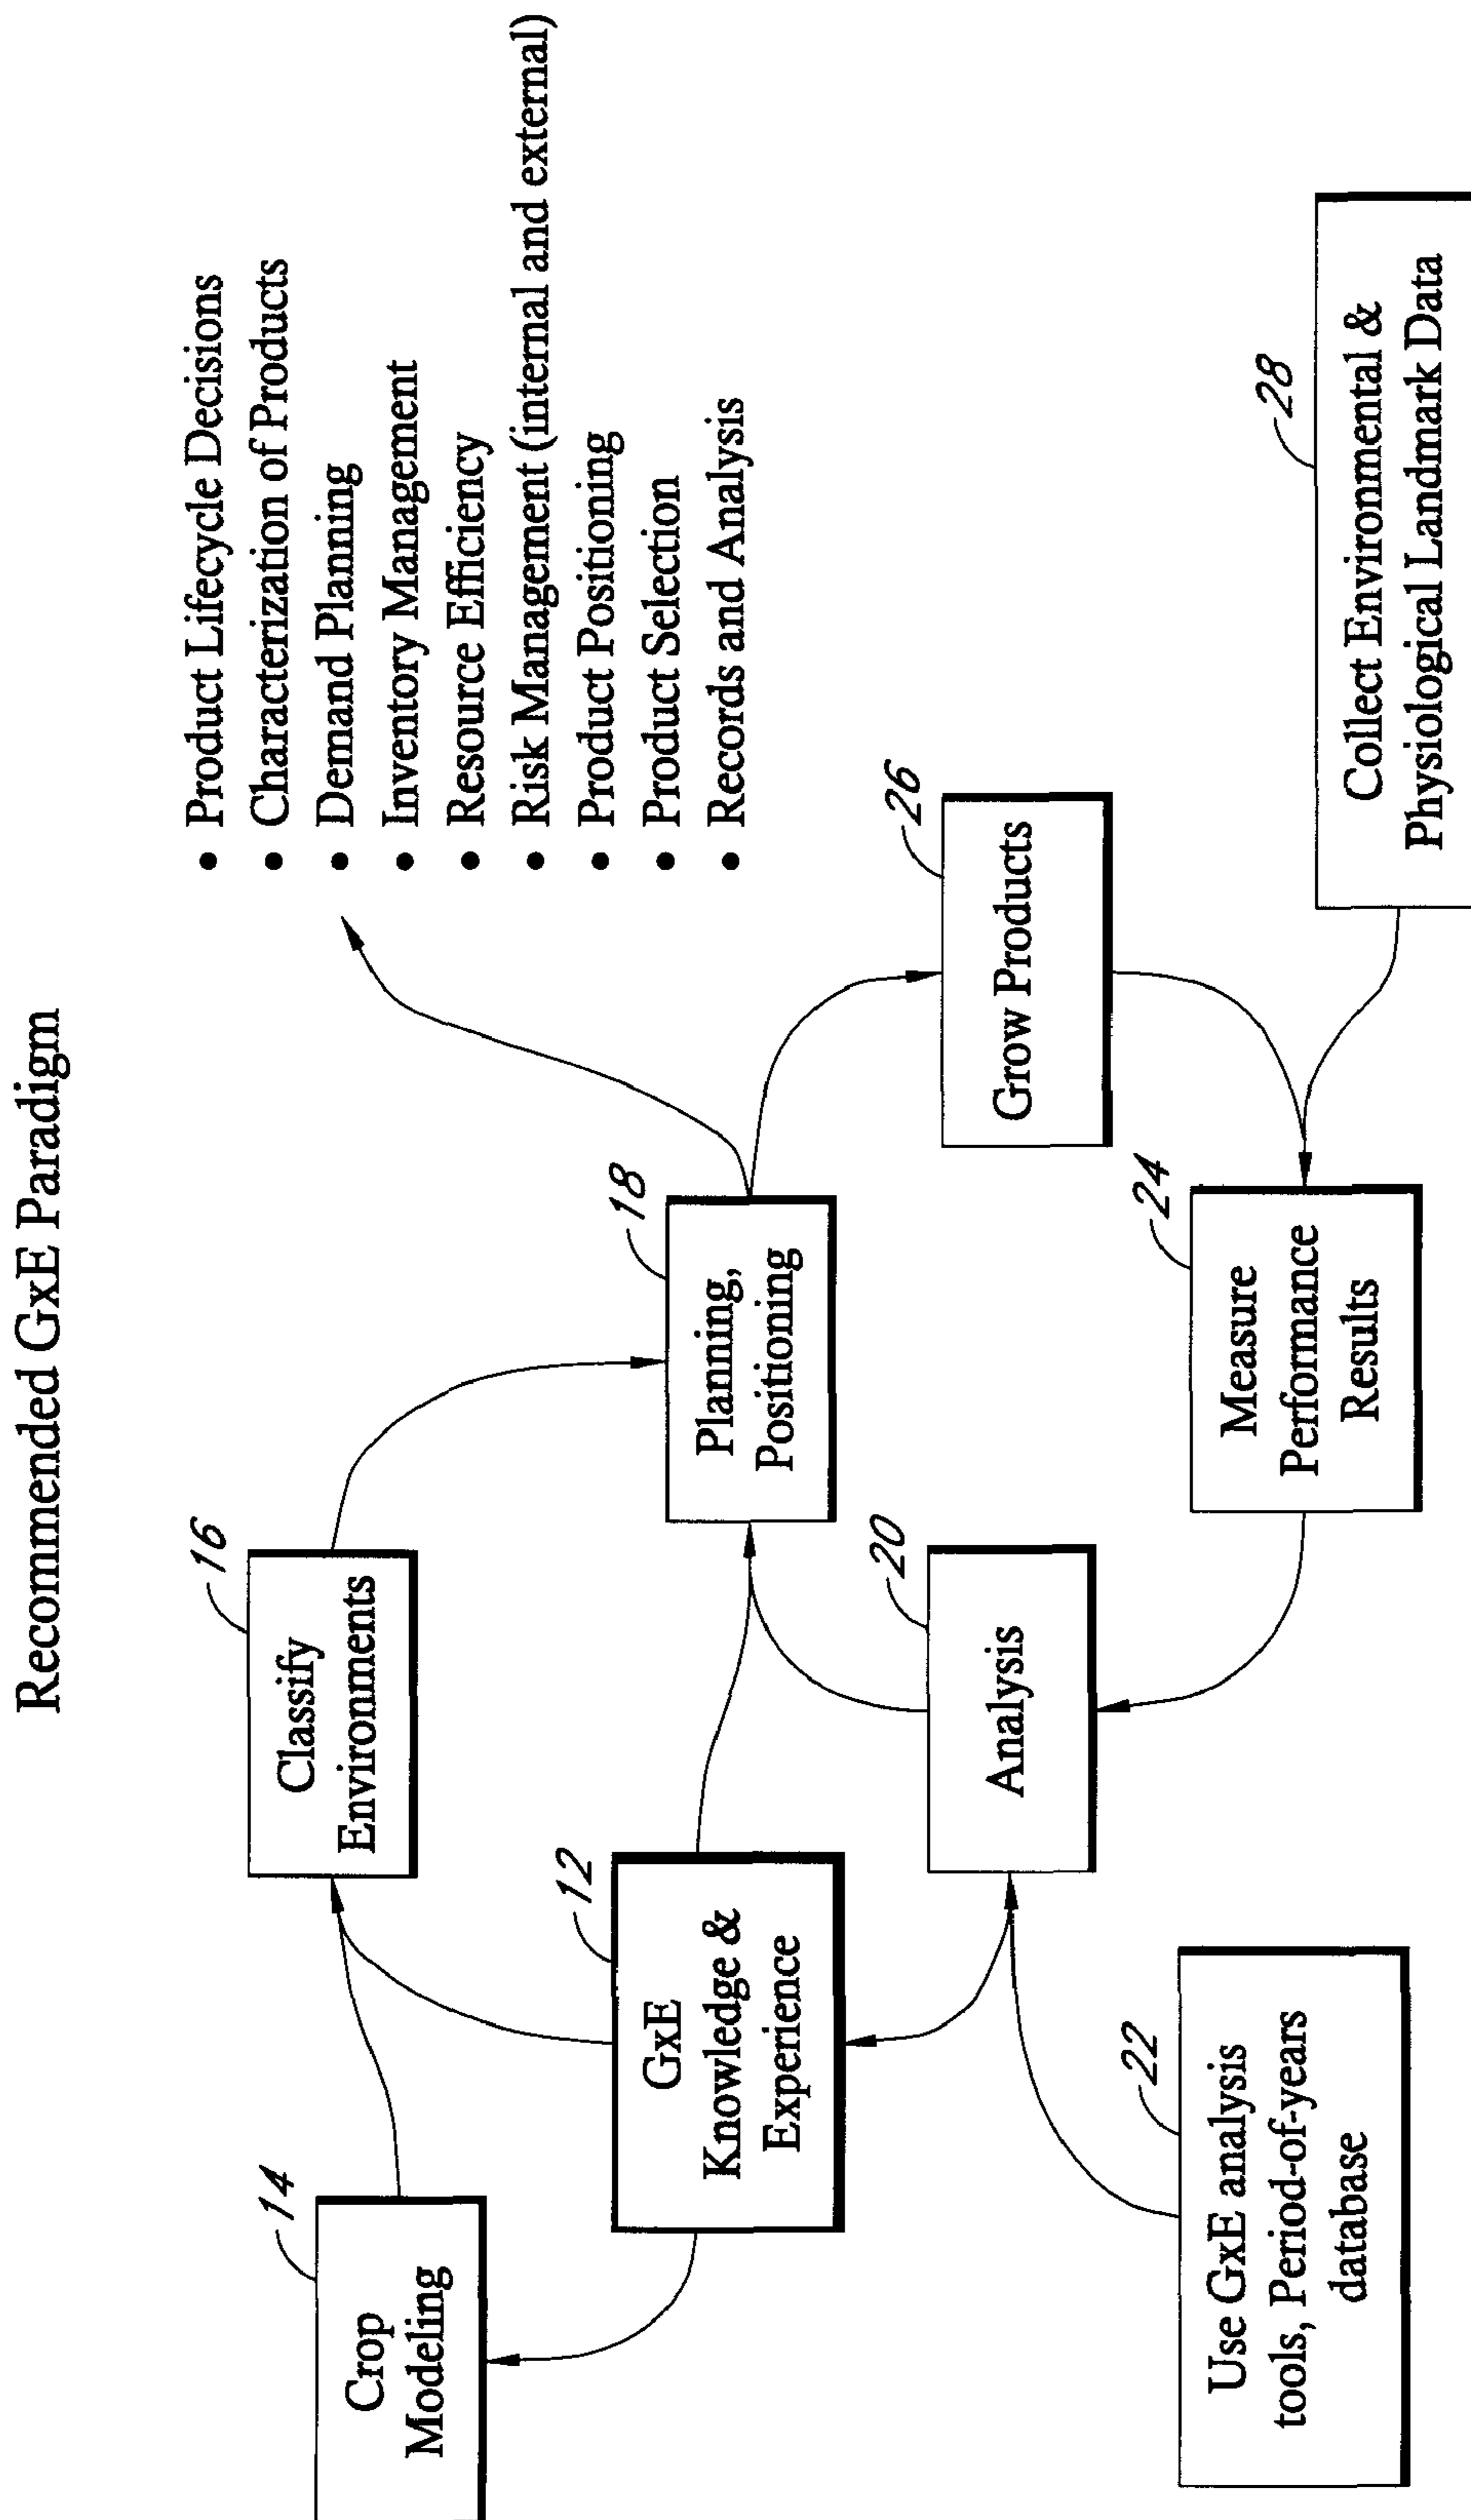 Recommended GxE Paradigm
• Product Lifecycle Decisions
• Characterization of Products
• Demand Planning
• Inventory Management
• Resource Efficiency
• Risk Management (internal and external)
• Product Positioning
• Product Selection
• Records and Analysis
14
Crop
Modeling
16
Classify
Environments
12
GxE
Knowledge &
Experience
18
Planning,
Positioning
20
Analysis
26
Grow Products
22
Use GxE analysis
tools, Period-of-years
database
24
Measure
Performance
Results
28
Collect Environmental &
Physiological Landmark Data